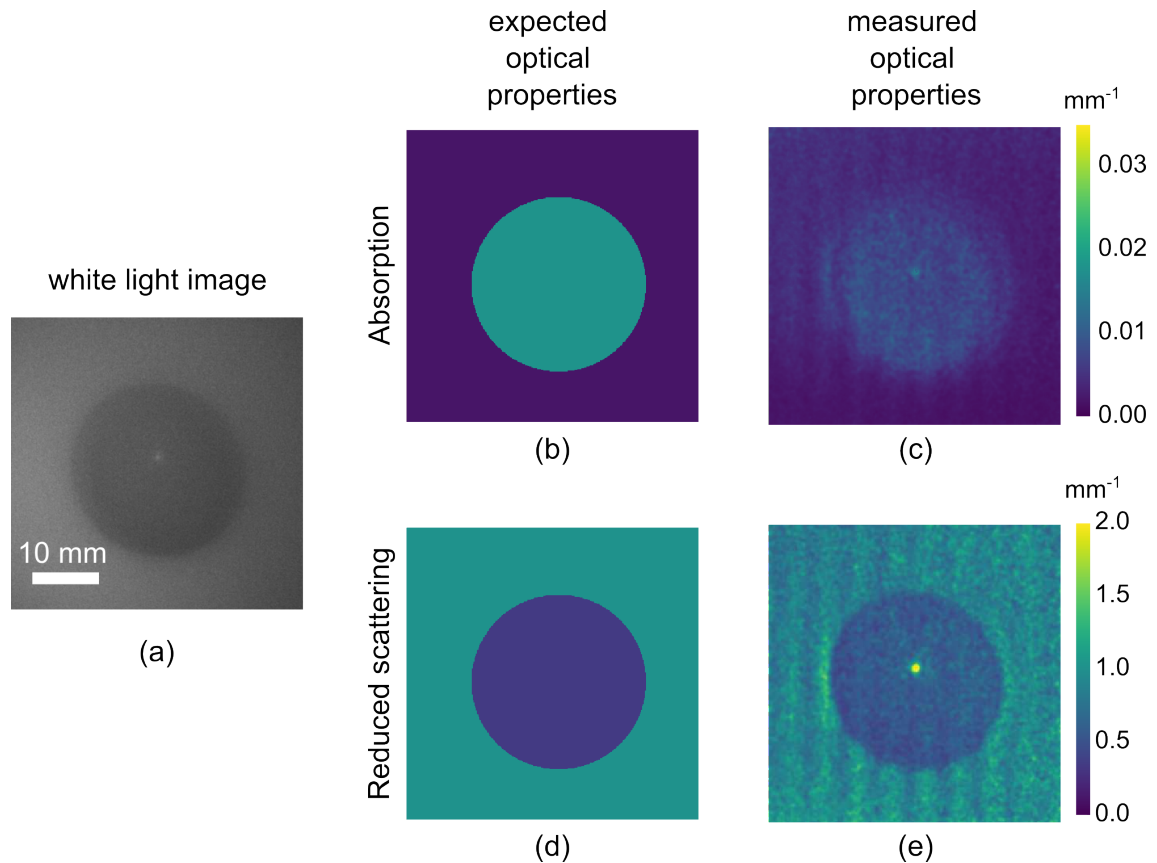 expected
optical
properties
measured
optical
properties
mm-1
white light image
10 mm
(a)
Absorption
(b)
(c)
0.03
0.02
0.01
0.00
Reduced scattering
(d)
(e)
mm-1
2.0
1.5
1.0
0.5
0.0